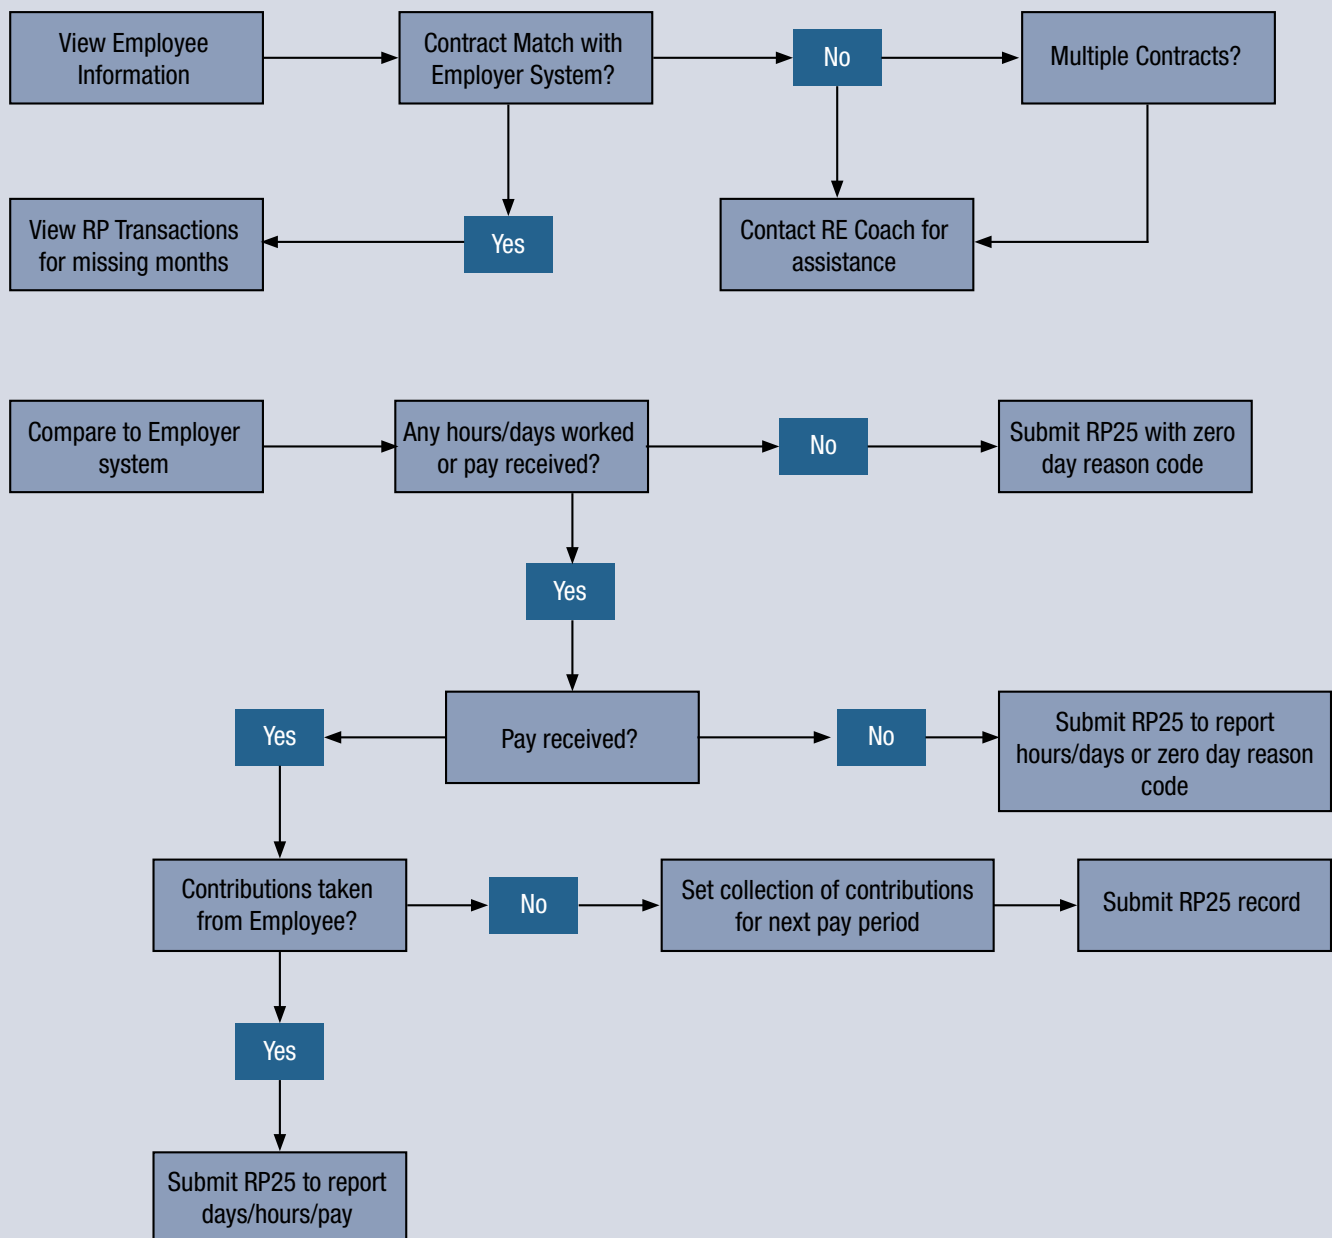 View Employee
Information
Contract Match with
Employer System?
No
Multiple Contracts?
View RP Transactions
for missing months
Yes
Contact RE Coach for
assistance
Compare to Employer
system
Any hours/days worked
or pay received?
No
Submit RP25 with zero
day reason code
Yes
Yes
Pay received?
No
Submit RP25 to report
hours/days or zero day reason
code
Contributions taken
from Employee?
No
Set collection of contributions
for next pay period
Submit RP25 record
Yes
Submit RP25 to report
days/hours/pay